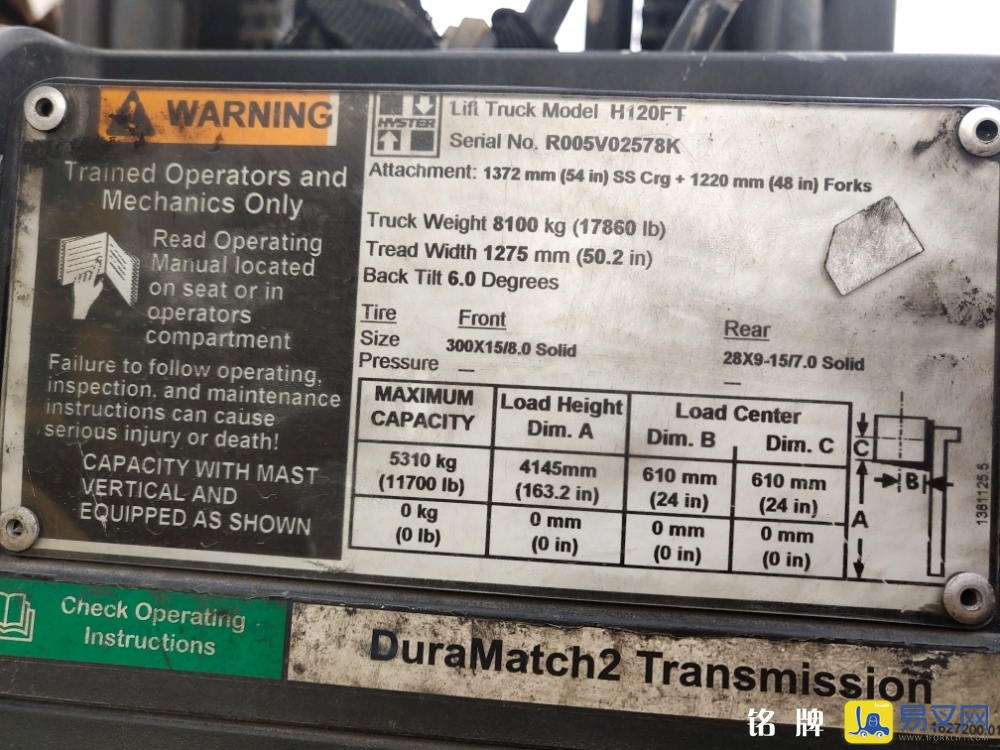 WARNING
Trained Operators and
Mechanics Only
Read Operating
Manual located
on seat or in
operators
compartment
Failure to follow operating,
inspection, and maintenance
instructions can cause
serious injury or death!
CAPACITY WITH MAST
VERTICAL AND
EQUIPPED AS SHOWN
HYSTER
Lift Truck Model H120FT
Serial No. R005V02578K
Attachment: 1372 mm (54 in) SS Crg + 1220 mm (48 in) Forks
Truck Weight 8100 kg (17860 lb)
Tread Width 1275 mm (50.2 in)
Back Tilt 6.0 Degrees
Tire Front Rear
Size 300X15/8.0 Solid 28X9-15/7.0 Solid
Pressure — —
MAXIMUM CAPACITY Load Height Dim. A Load Center Dim. B Dim. C
5310 kg 4145mm 610 mm 610 mm
(11700 lb) (163.2 in) (24 in) (24 in)
0 kg 0 mm 0 mm 0 mm
(0 lb) (0 in) (0 in) (0 in)
C
B
A
1381125.5
Check Operating
Instructions
DuraMatch2 Transmission
铭牌
易叉网
WWW.1FORKLIFT.COM